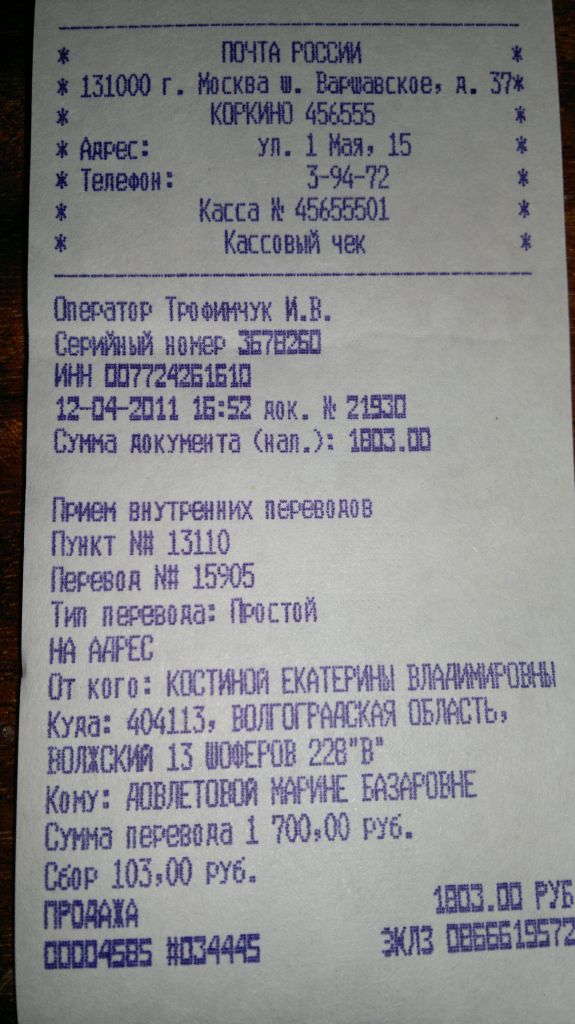 * ПОЧТА РОССИИ *
* 131000 г. Москва ш. Варшавское, д. 37*
* КОРКИНО 456555 *
* Адрес: ул. 1 Мая, 15 *
* Телефон: 3-94-72 *
* Касса № 45655501 *
* Кассовый чек *
Оператор Трофимчук И.В.
Серийный номер 3678260
ИНН 007724261610
12-04-2011 16:52 док. № 21930
Сумма документа (нал.): 1803.00
Прием внутренних переводов
Пункт N# 13110
Перевод N# 15905
Тип перевода: Простой
НА АДРЕС
От кого: КОСТИНОЙ ЕКАТЕРИНЫ ВЛАДИМИРОВНЫ
Куда: 404113, ВОЛГОГРАДСКАЯ ОБЛАСТЬ,
ВОЛЖСКИЙ 13 ШОФЕРОВ 22В"В"
Кому: ДОВЛЕТОВОЙ МАРИНЕ БАЗАРОВНЕ
Сумма перевода 1 700,00 руб.
Сбор 103,00 руб.
ПРОДАЖА 1803.00 РУБ
00004585 #034445 ЭКЛЗ 0866619572